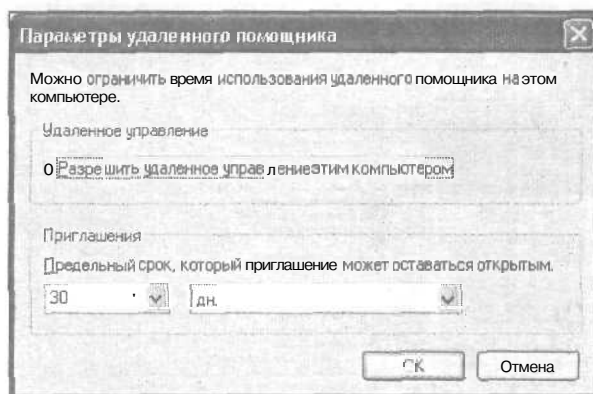 Параметры удаленного помощника
Можно ограничить время использования удаленного помощника на этом
компьютере.
Удаленное управление
Разрешить удаленное управление этим компьютером
Приглашения
Предельный срок, который приглашение может оставаться открытым.
30 дн.
OK Отмена